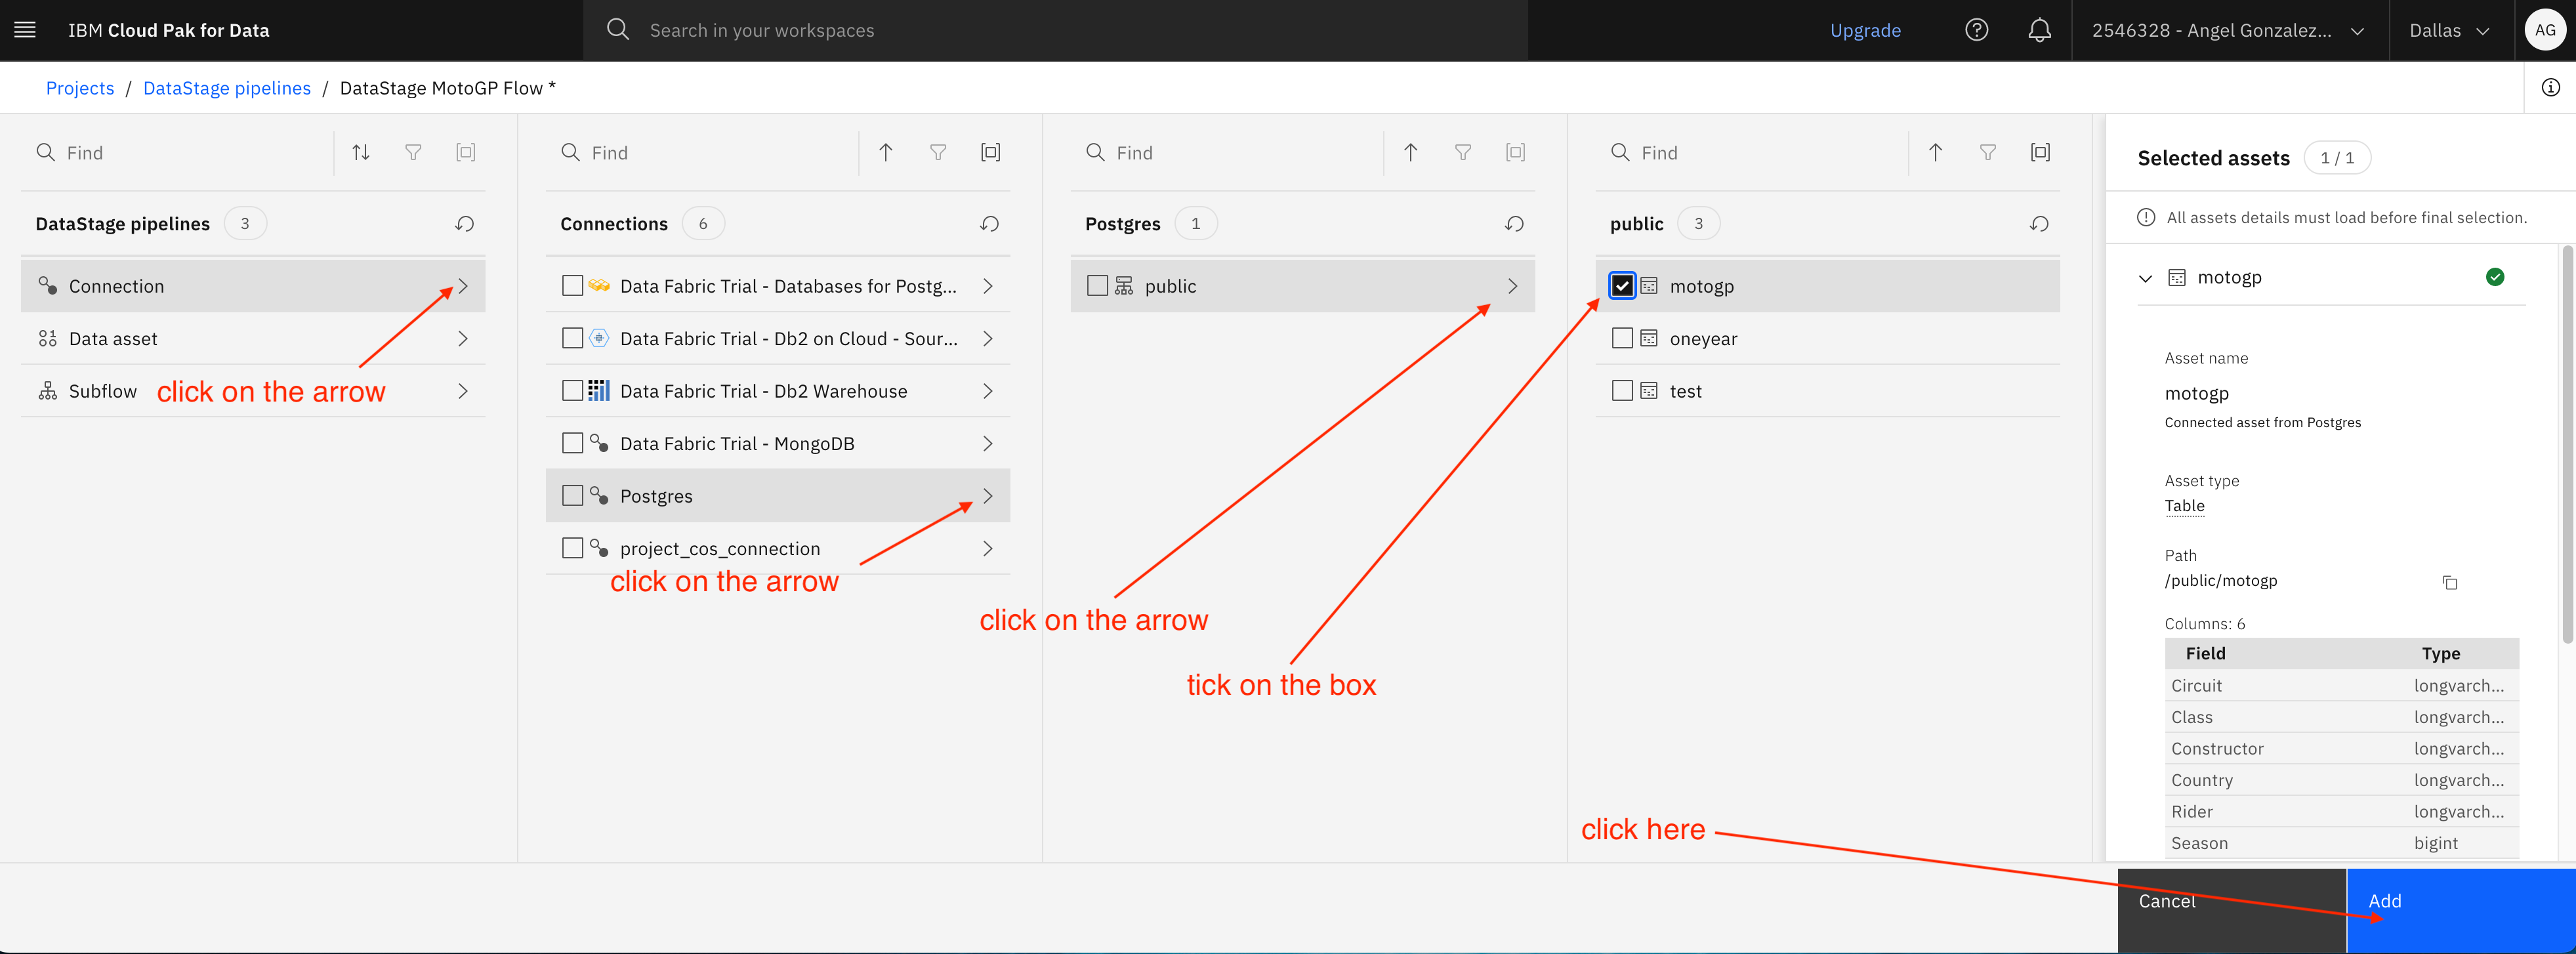 IBM Cloud Pak for Data
Search in your workspaces
Upgrade
2546328 - Angel Gonzalez...
Dallas
AG
Projects / DataStage pipelines / DataStage MotoGP Flow *
Find
DataStage pipelines 3
Connection
Data asset
Subflow
click on the arrow
Find
Connections 6
Data Fabric Trial - Databases for Postg...
Data Fabric Trial - Db2 on Cloud - Sour...
Data Fabric Trial - Db2 Warehouse
Data Fabric Trial - MongoDB
Postgres
project_cos_connection
click on the arrow
Find
Postgres 1
public
click on the arrow
Find
public 3
motogp
oneyear
test
tick on the box
Selected assets 1 / 1
All assets details must load before final selection.
motogp
Asset name
motogp
Connected asset from Postgres
Asset type
Table
Path
/public/motogp
Columns: 6
Field Type
Circuit longvarch...
Class longvarch...
Constructor longvarch...
Country longvarch...
Rider longvarch...
Season bigint
click here
Cancel
Add